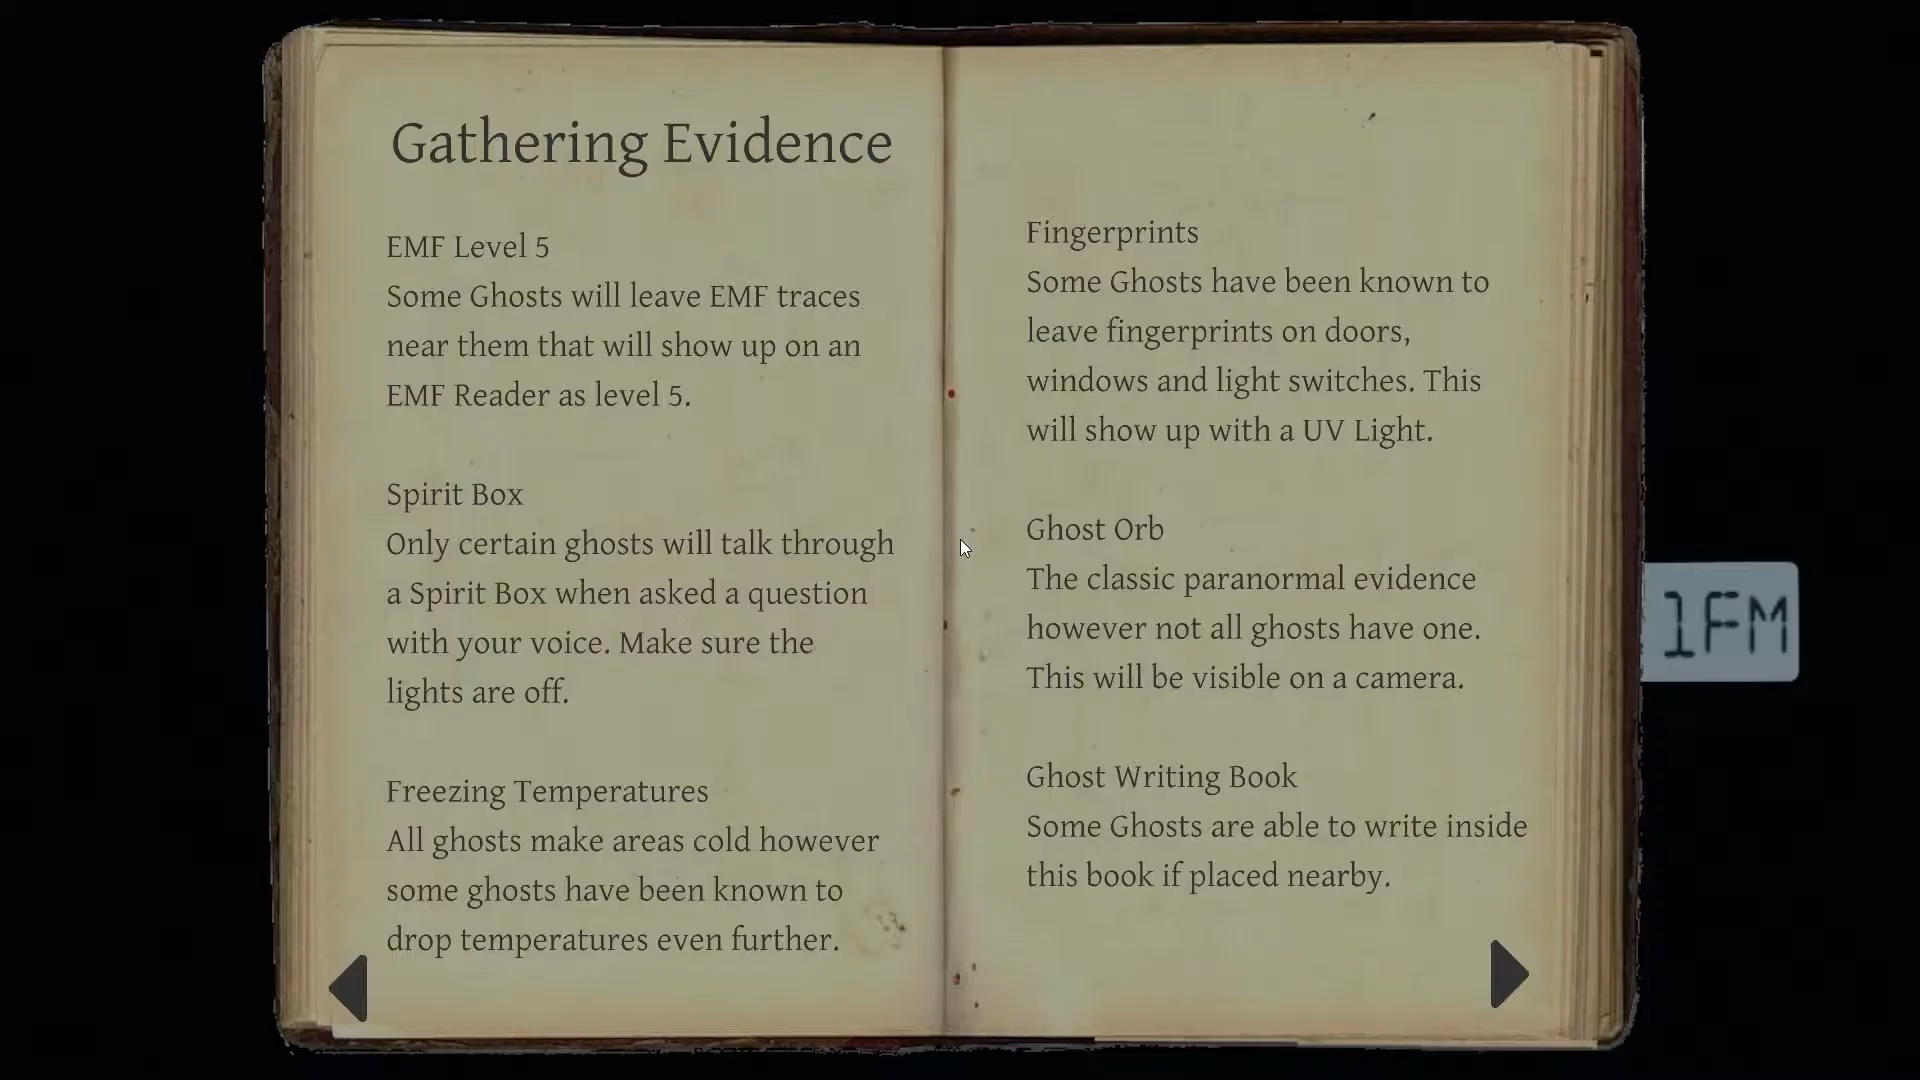 Gathering Evidence
EMF Level 5
Some Ghosts will leave EMF traces
near them that will show up on an
EMF Reader as level 5.
Spirit Box
Only certain ghosts will talk through
a Spirit Box when asked a question
with your voice. Make sure the
lights are off.
Freezing Temperatures
All ghosts make areas cold however
some ghosts have been known to
drop temperatures even further.
Fingerprints
Some Ghosts have been known to
leave fingerprints on doors,
windows and light switches. This
will show up with a UV Light.
Ghost Orb
The classic paranormal evidence
however not all ghosts have one.
This will be visible on a camera.
Ghost Writing Book
Some Ghosts are able to write inside
this book if placed nearby.
1FM